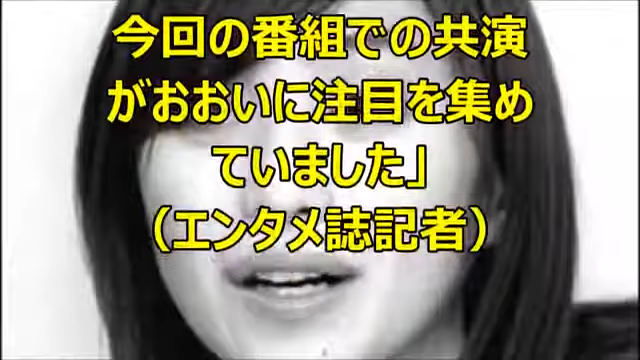 今回の番組での共演
がおおいに注目を集め
ていました」
（エンタメ誌記者）